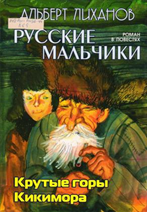 АЛЬБЕРТ ЛИХАНОВ
РУССКИЕ
РОМАН
В ПОВЕСТЯХ
МАЛЬЧИКИ
Крутые горы
Кикимора